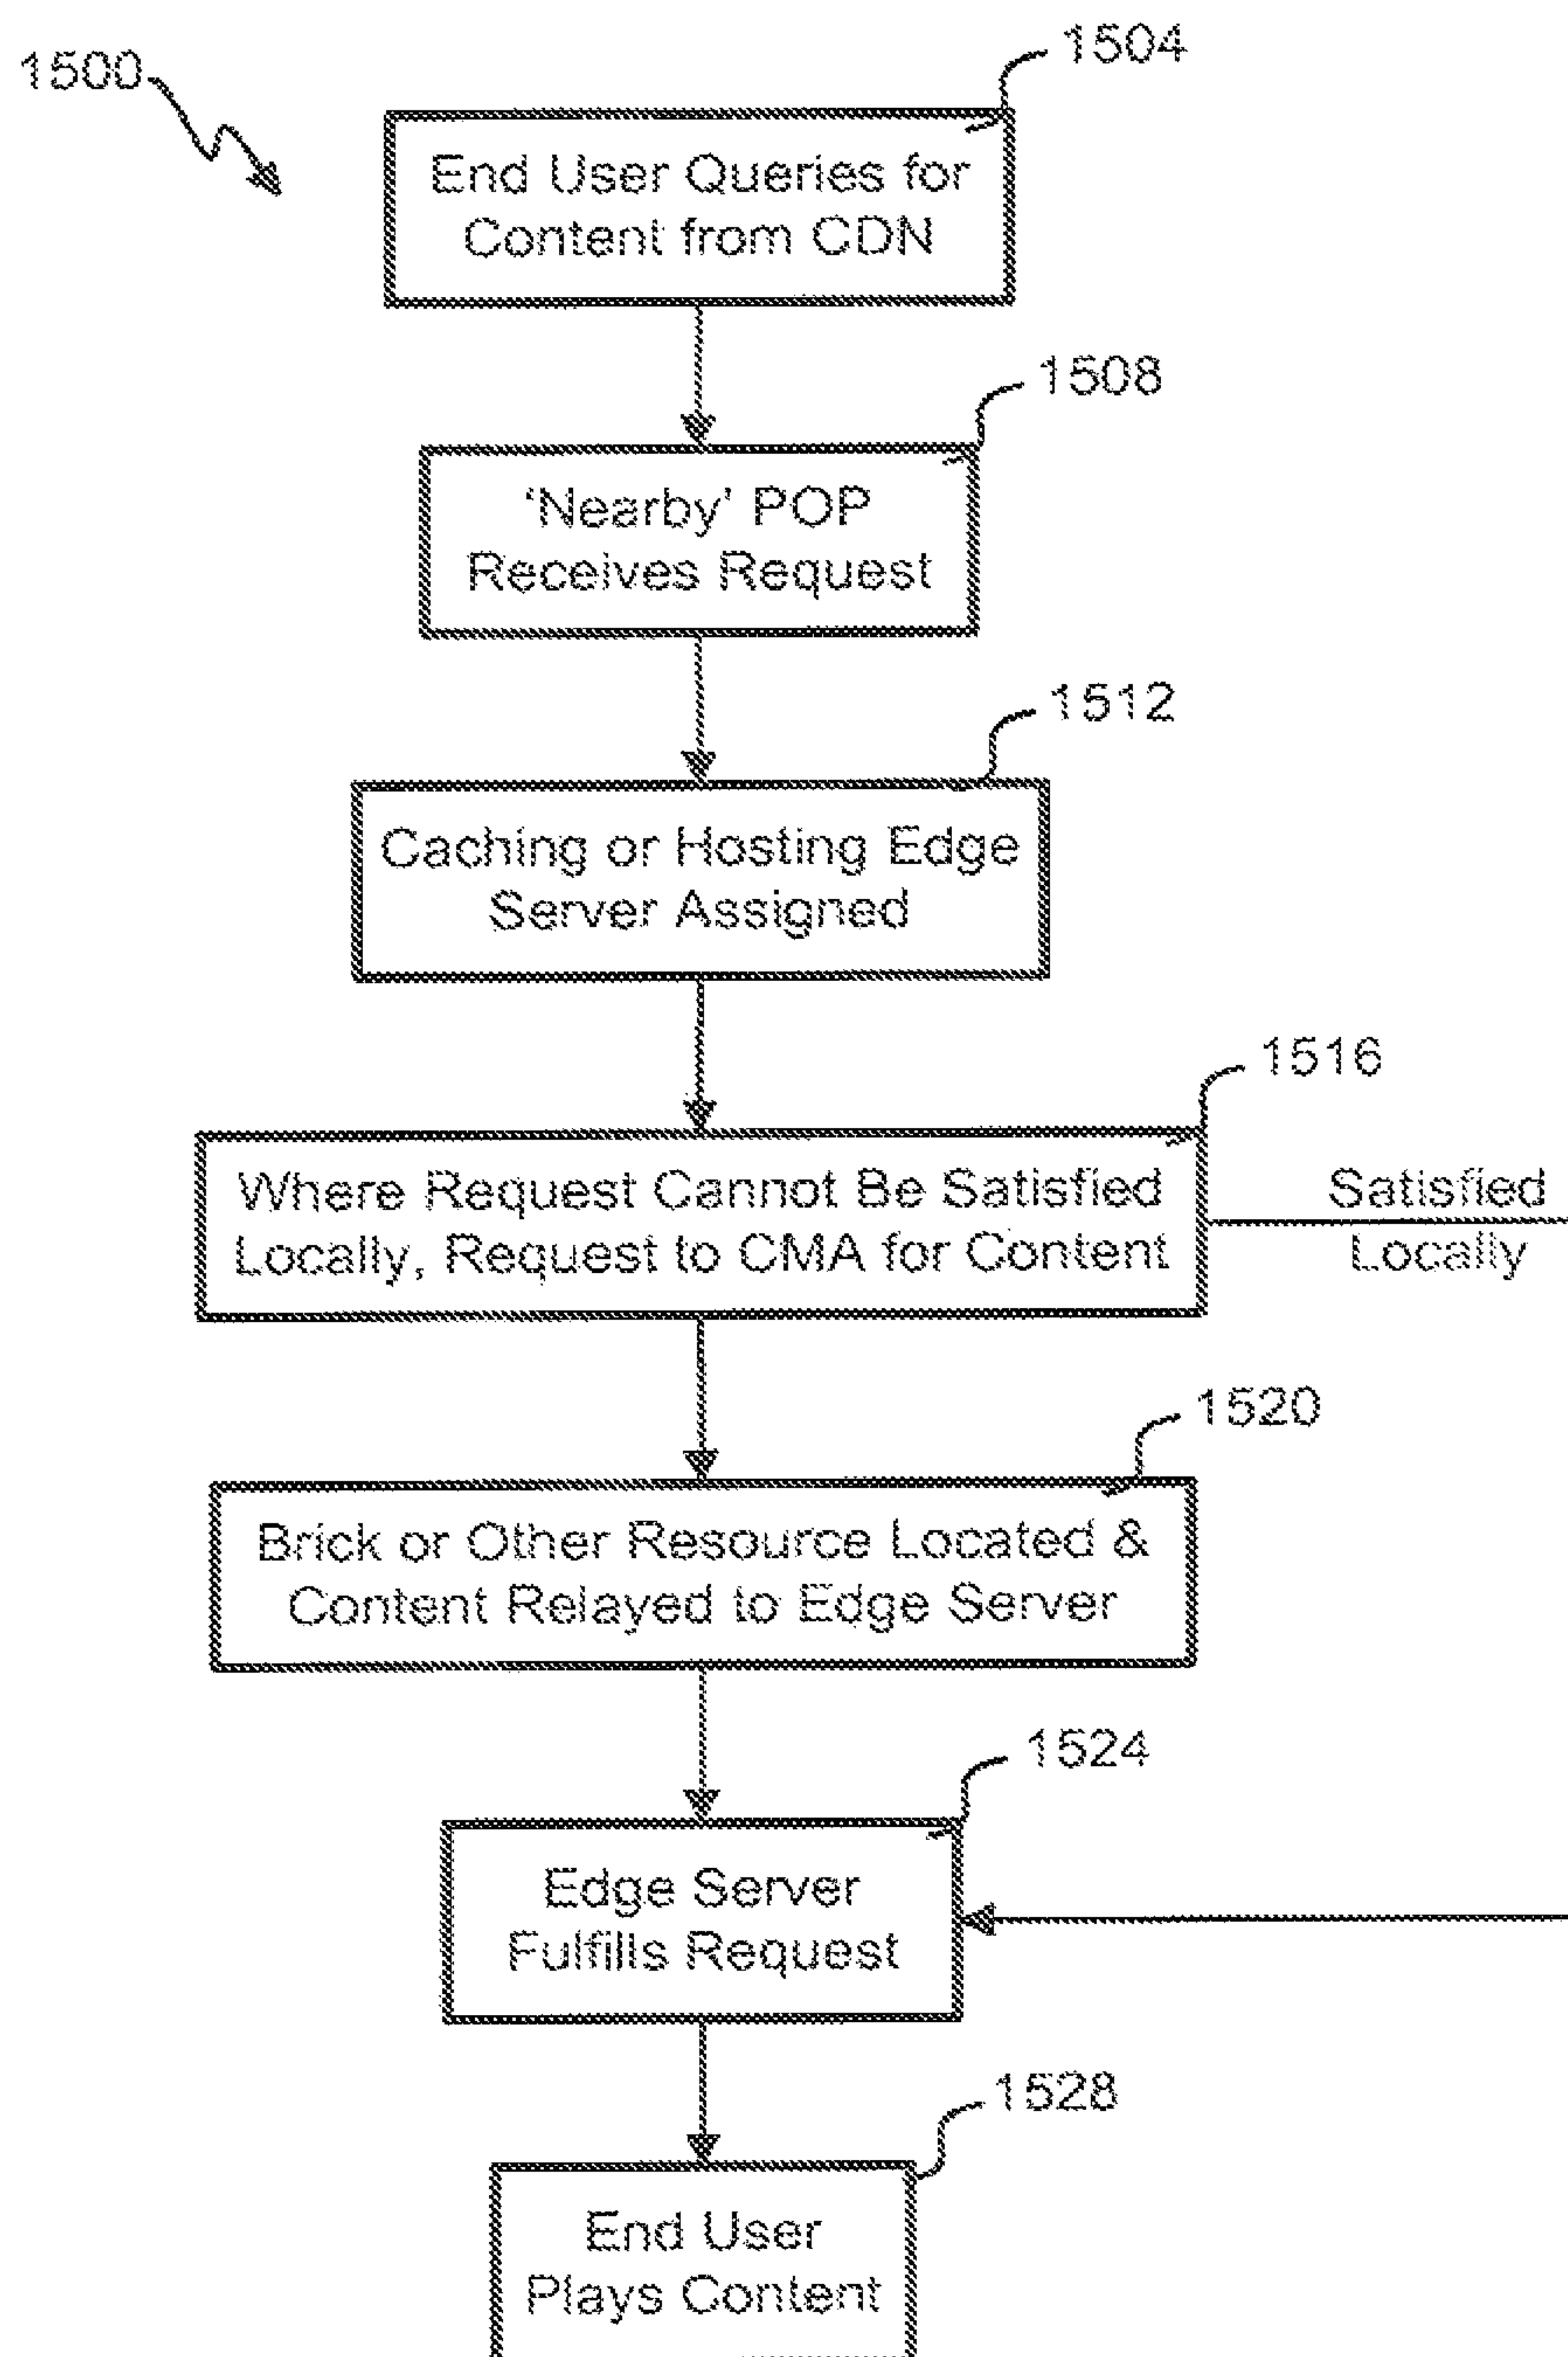 1500
1504
End User Queries for
Content from CDN
1508
‘Nearby’ POP
Receives Request
1512
Caching or Hosting Edge
Server Assigned
1516
Where Request Cannot Be Satisfied
Locally, Request to CMA for Content
Satisfied
Locally
1520
Brick or Other Resource Located &
Content Relayed to Edge Server
1524
Edge Server
Fulfills Request
1528
End User
Plays Content